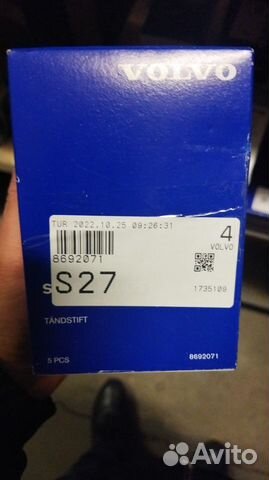 VOLVO
TUR 2022.10.25 09:26:31
4
VOLVO
8692071
S27
1735109
TÄNDSTIFT
5 PCS
8692071
Avito